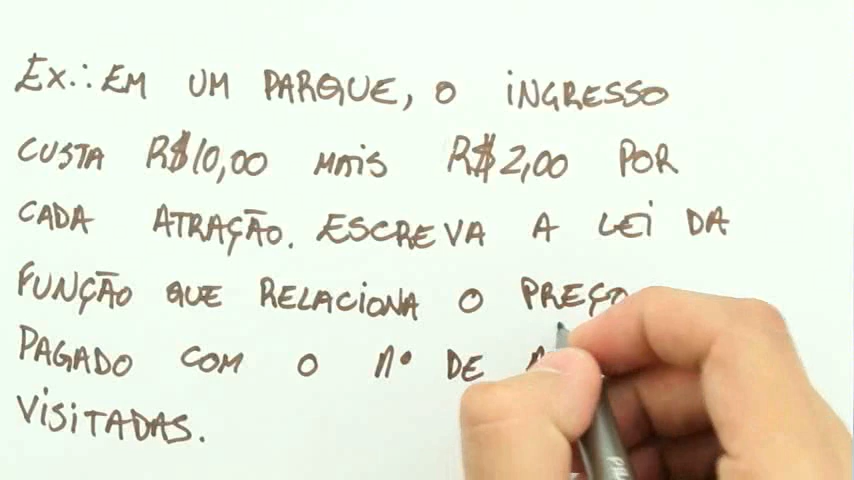 Ex.: EM UM PARQUE, O INGRESSO
CUSTA R$10,00 MAIS R$2,00 POR
CADA ATRAÇÃO. ESCREVA A LEI DA
FUNÇÃO QUE RELACIONA O PREÇO
PAGADO COM O Nº DE
VISITADAS.